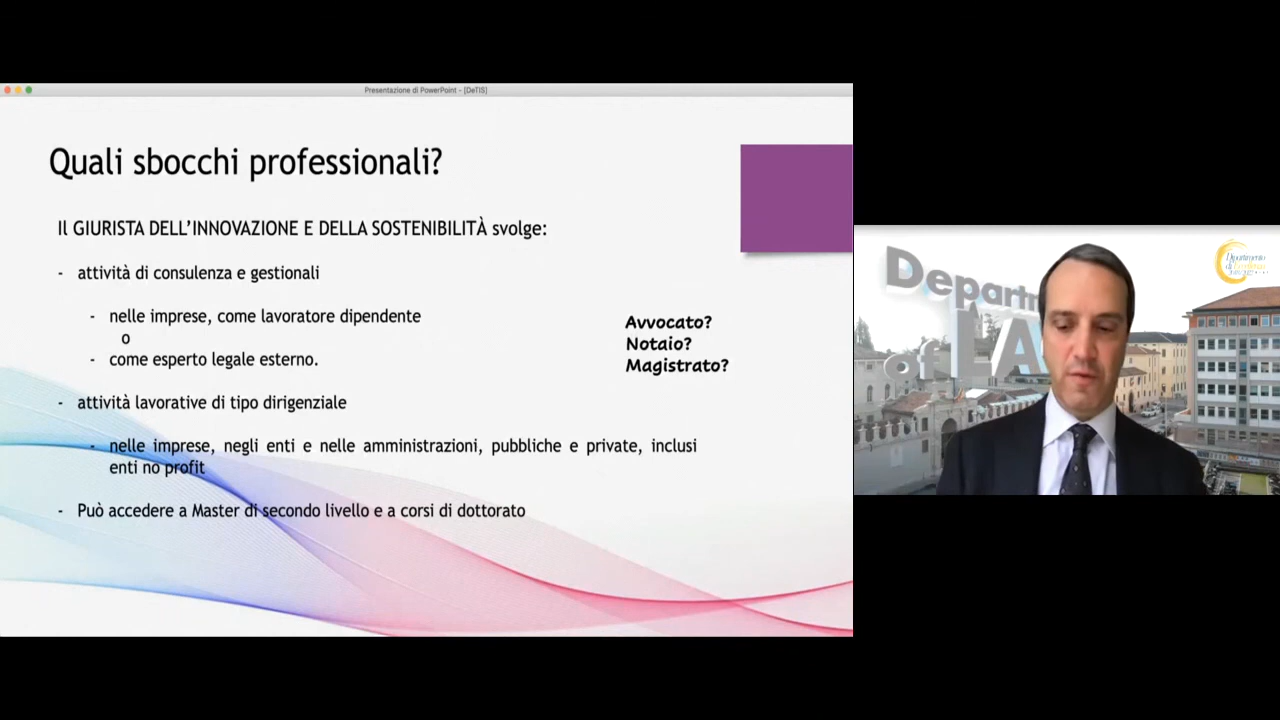 Presentazione di PowerPoint - [DeTIS]
Quali sbocchi professionali?
Il GIURISTA DELL'INNOVAZIONE E DELLA SOSTENIBILITÀ svolge:
- attività di consulenza e gestionali
- nelle imprese, come lavoratore dipendente
o
- come esperto legale esterno.
- attività lavorative di tipo dirigenziale
- nelle imprese, negli enti e nelle amministrazioni, pubbliche e private, inclusi
enti no profit
- Può accedere a Master di secondo livello e a corsi di dottorato
Avvocato?
Notaio?
Magistrato?
Dipartimento
di Eccellenza
of LA